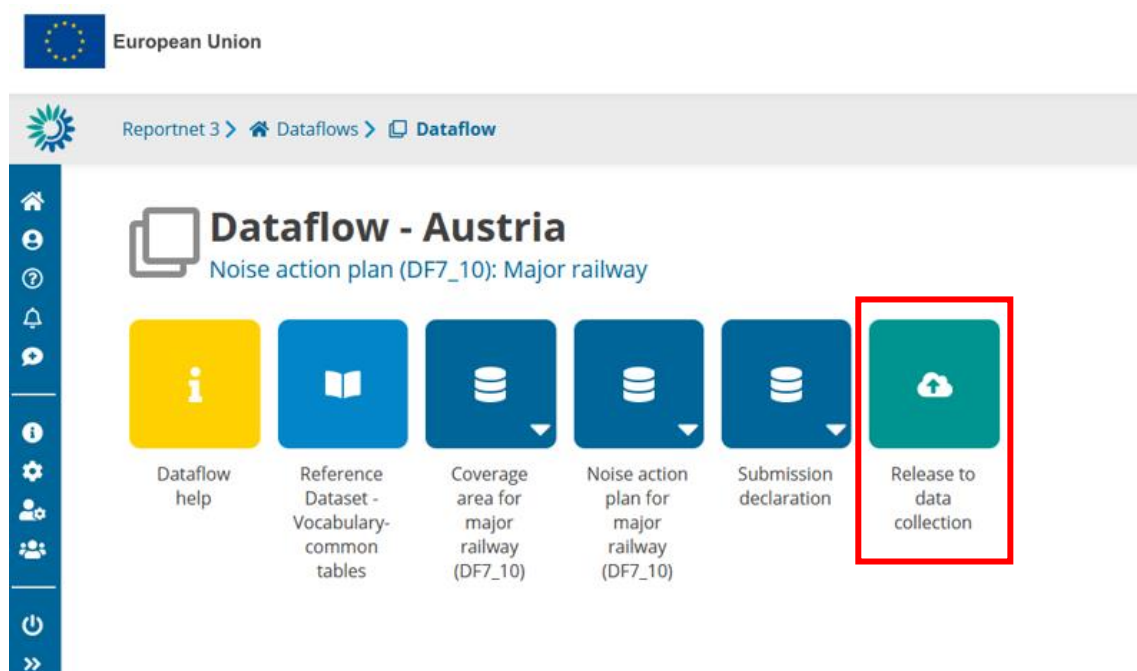 European Union
Reportnet 3 Dataflows Dataflow
Dataflow - Austria
Noise action plan (DF7_10): Major railway
Dataflow
help
Reference
Dataset -
Vocabulary-
common
tables
Coverage
area for
major
railway
(DF7_10)
Noise action
plan for
major
railway
(DF7_10)
Submission
declaration
Release to
data
collection